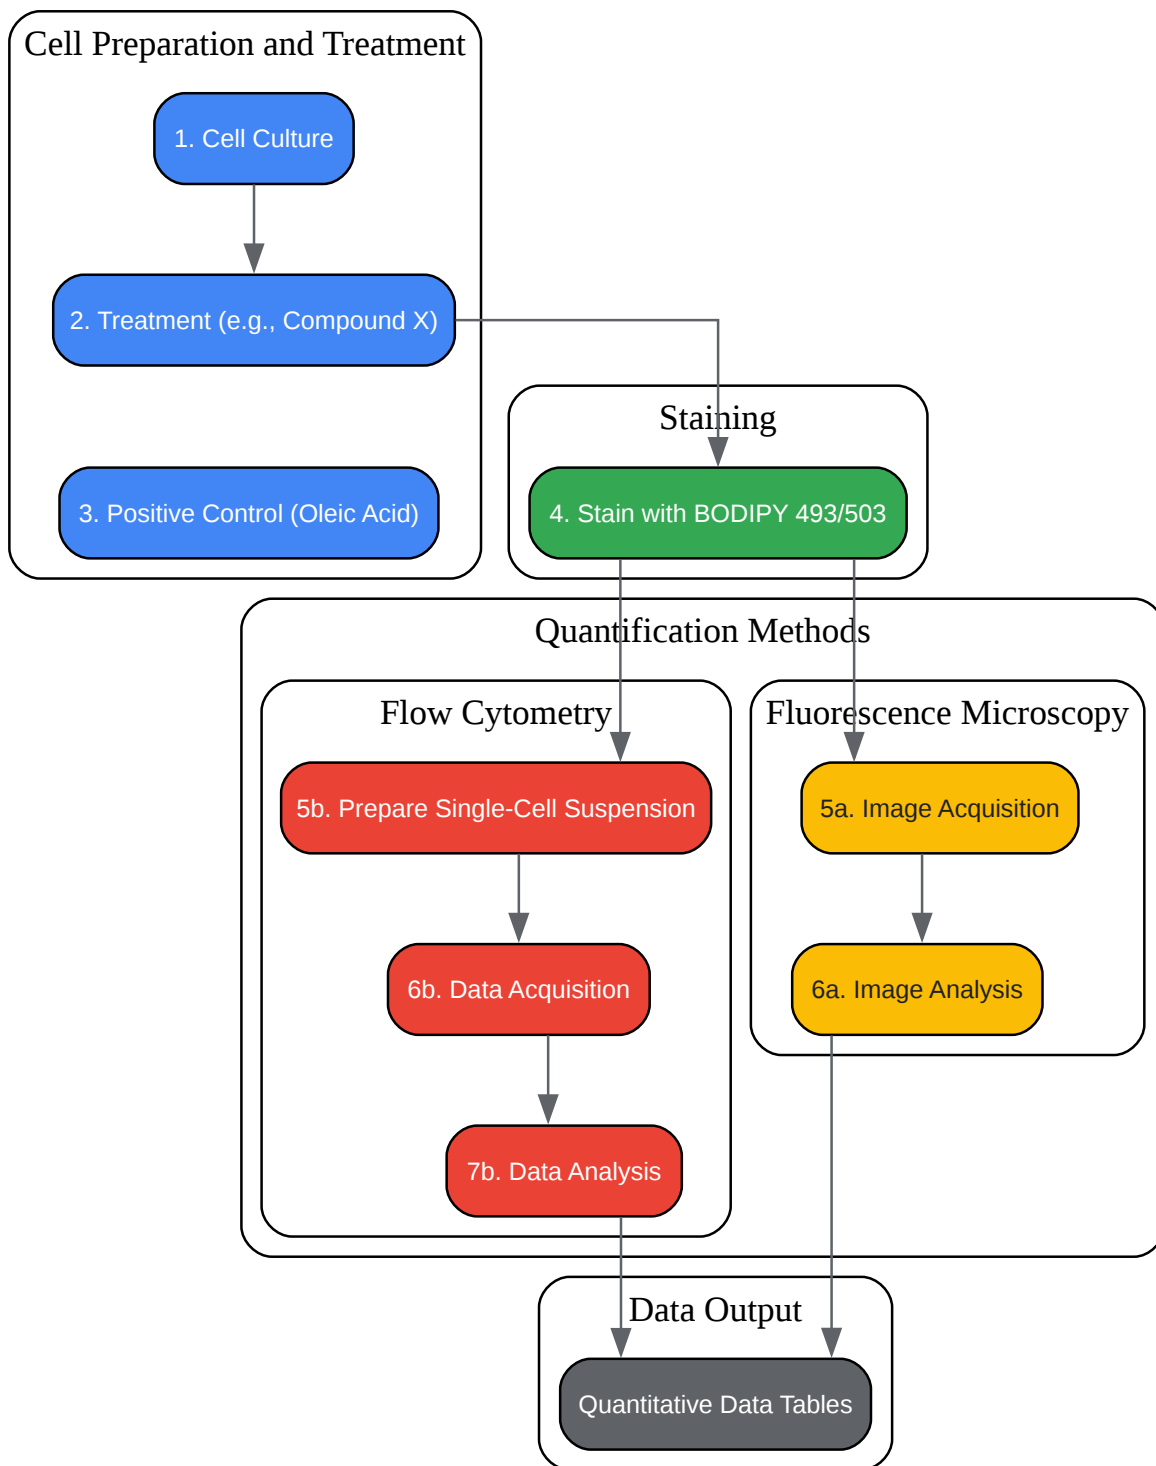 Cell Preparation and Treatment
1. Cell Culture
2. Treatment (e.g., Compound X)
3. Positive Control (Oleic Acid)
Staining
4. Stain with BODIPY 493/503
Quantification Methods
Flow Cytometry
5b. Prepare Single-Cell Suspension
6b. Data Acquisition
7b. Data Analysis
Fluorescence Microscopy
5a. Image Acquisition
6a. Image Analysis
Data Output
Quantitative Data Tables